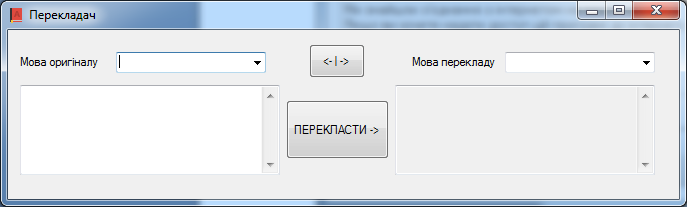 Перекладач
Мова оригіналу
<-|->
Мова перекладу
ПЕРЕКЛАСТИ ->